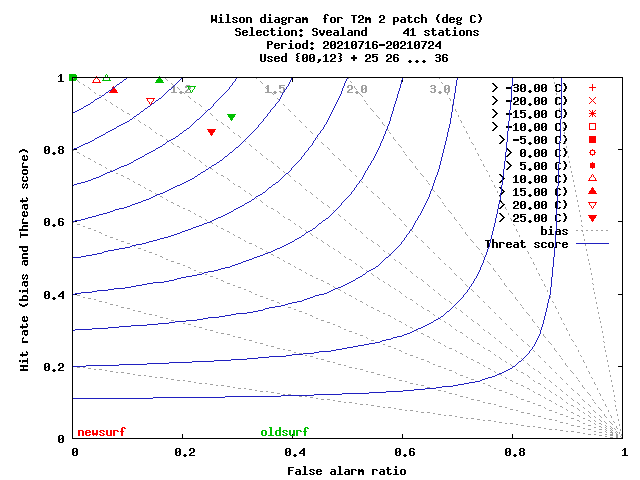 Wilson diagram  for T2m 2 patch (deg C)
Selection: Svealand     41 stations
Period: 20210716-20210724
Used {00,12} + 25 26 ... 36
1.2 1.5 2.0 3.0
> -30.00 C)
> -20.00 C)
> -15.00 C)
> -10.00 C)
> -5.00 C)
> 0.00 C)
> 5.00 C)
> 10.00 C)
> 15.00 C)
> 20.00 C)
> 25.00 C)
bias
Threat score
Hit rate (bias and Threat score)
1
0.8
0.6
0.4
0.2
0
newsurf oldsurf
0 0.2 0.4 0.6 0.8 1
False alarm ratio